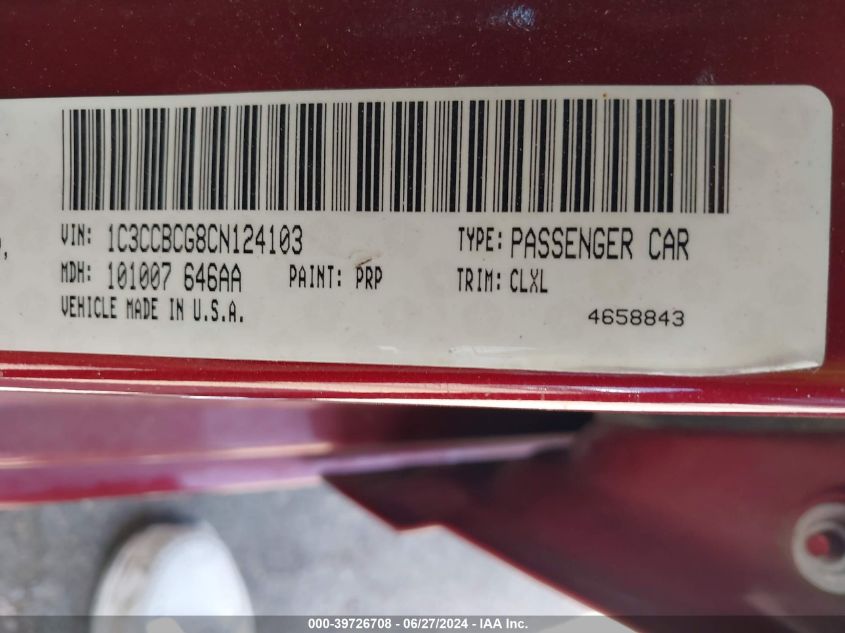 VIN: 1C3CCBCG8CN124103
TYPE: PASSENGER CAR
MDH: 101007 646AA
PAINT: PRP
TRIM: CLXL
VEHICLE MADE IN U.S.A.
4658843
000-39726708 - 06/27/2024 - IAA Inc.